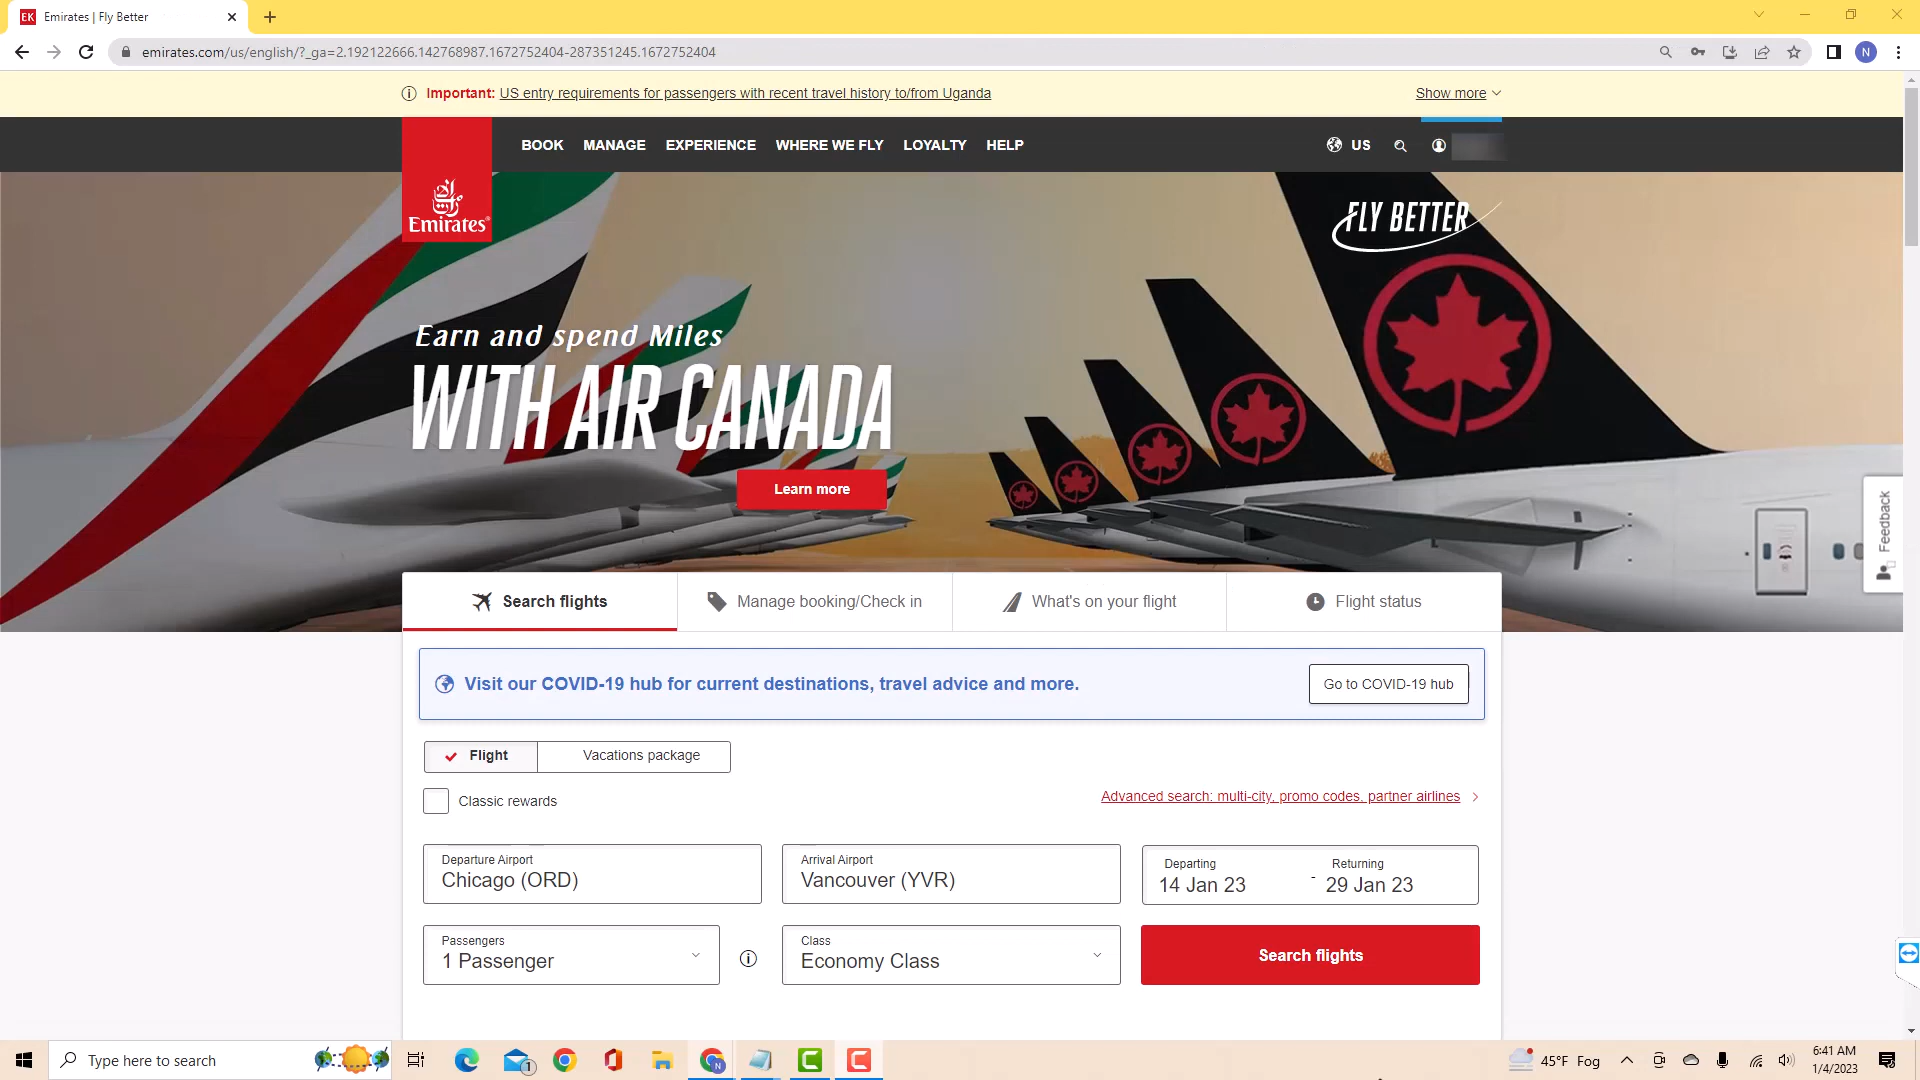 EK Emirates | Fly Better
emirates.com/us/english/?_ga=2.192122666.142768987.1672752404-287351245.1672752404
N
Important: US entry requirements for passengers with recent travel history to/from Uganda
Show more
BOOK MANAGE EXPERIENCE WHERE WE FLY LOYALTY HELP
US
Emirates
FLY BETTER
Earn and spend Miles
WITH AIR CANADA
Learn more
Feedback
Search flights
Manage booking/Check in
What's on your flight
Flight status
Visit our COVID-19 hub for current destinations, travel advice and more.
Go to COVID-19 hub
Flight
Vacations package
Classic rewards
Advanced search: multi-city, promo codes, partner airlines
Departure Airport
Chicago (ORD)
Arrival Airport
Vancouver (YVR)
Departing
14 Jan 23
-
Returning
29 Jan 23
Passengers
1 Passenger
Class
Economy Class
Search flights
Type here to search
1
N
45°F Fog
6:41 AM
1/4/2023